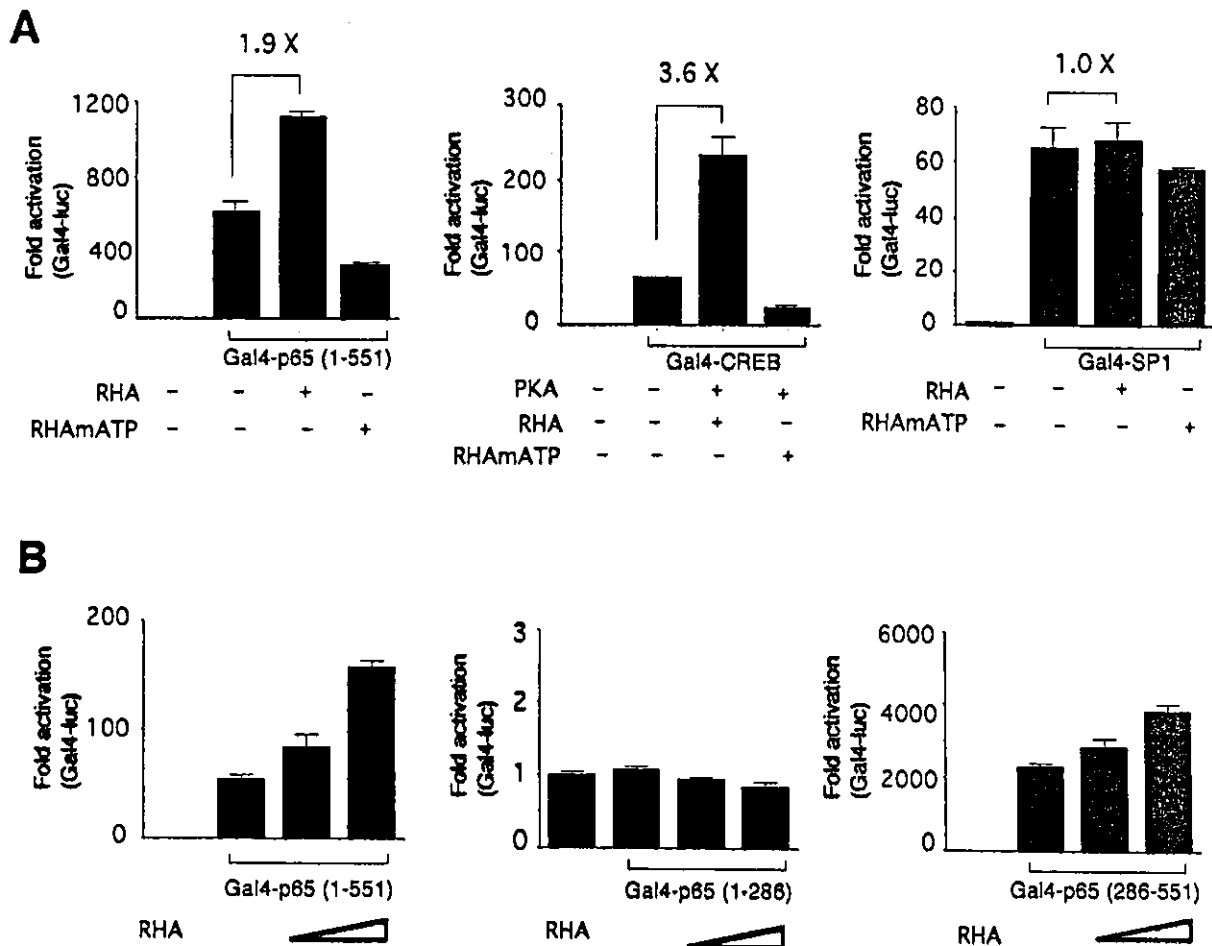 A
1.9 X
Fold activation
(Gal4-luc)
1200
800
400
0
Gal4-p65 (1-551)
RHA - - + -
RHAmATP - - - +
3.6 X
Fold activation
(Gal4-luc)
300
200
100
0
Gal4-CREB
PKA - - + +
RHA - - + -
RHAmATP - - - +
1.0 X
Fold activation
(Gal4-luc)
80
60
40
20
0
Gal4-SP1
RHA - - + -
RHAmATP - - - +
B
Fold activation
(Gal4-luc)
200
100
0
Gal4-p65 (1-551)
RHA
Fold activation
(Gal4-luc)
3
2
1
0
Gal4-p65 (1-286)
RHA
Fold activation
(Gal4-luc)
6000
4000
2000
0
Gal4-p65 (286-551)
RHA